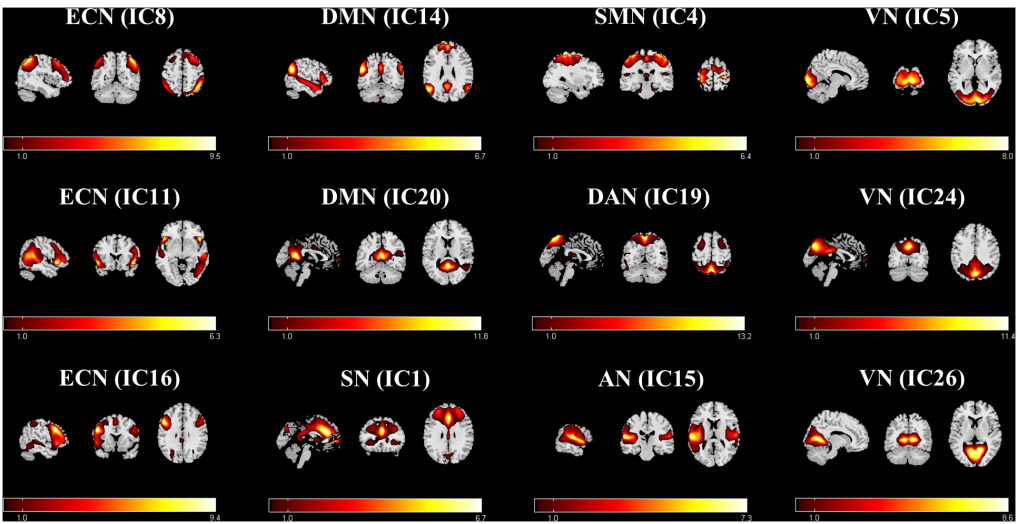 ECN (IC8) DMN (IC14) SMN (IC4) VN (IC5)
1.0 9.5 1.0 6.7 1.0 6.4 1.0 8.0
ECN (IC11) DMN (IC20) DAN (IC19) VN (IC24)
1.0 6.3 1.0 11.8 1.0 13.2 1.0 11.4
ECN (IC16) SN (IC1) AN (IC15) VN (IC26)
1.0 9.4 1.0 6.7 1.0 7.3 1.0 8.6